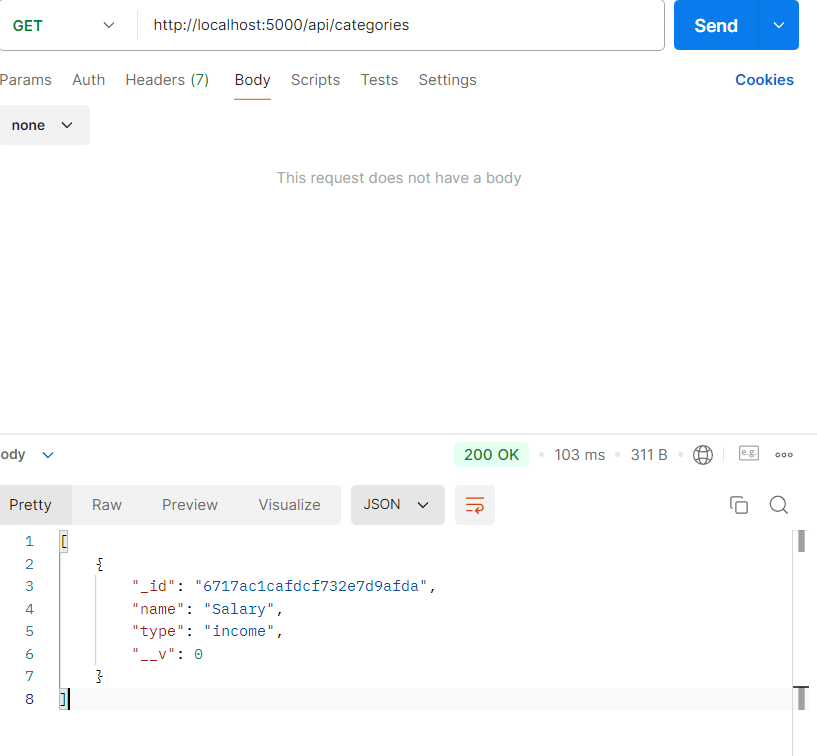 GET http://localhost:5000/api/categories Send
Params Auth Headers (7) Body Scripts Tests Settings Cookies
none
This request does not have a body
ody 200 OK • 103 ms • 311 B • e.g.
Pretty Raw Preview Visualize JSON
1 [
2 {
3 "_id": "6717ac1cafdcf732e7d9afda",
4 "name": "Salary",
5 "type": "income",
6 "__v": 0
7 }
8 ]